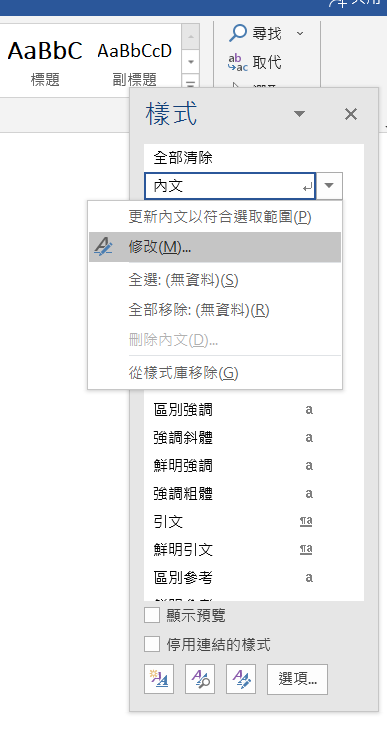 共用
AaBbC
標題
AaBbCcD
副標題
尋找
取代
樣式
全部清除
內文
更新內文以符合選取範圍(P)
修改(M)...
全選: (無資料)(S)
全部移除: (無資料)(R)
刪除內文(D)...
從樣式庫移除(G)
區別強調 a
強調斜體 a
鮮明強調 a
強調粗體 a
引文 ¶a
鮮明引文 ¶a
區別參考 a
顯示預覽
停用連結的樣式
選項...